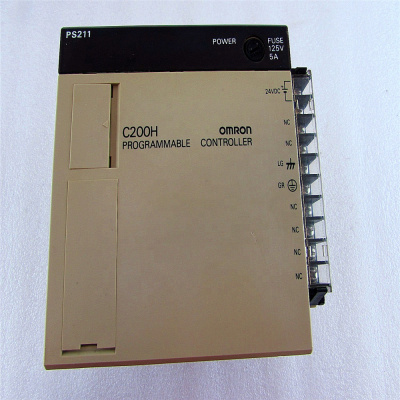 PS211
POWER
FUSE
125V
5A
24VDC
NC
NC
C200H OMRON
PROGRAMMABLE CONTROLLER
LG
GR
NC
NC
NC
NC